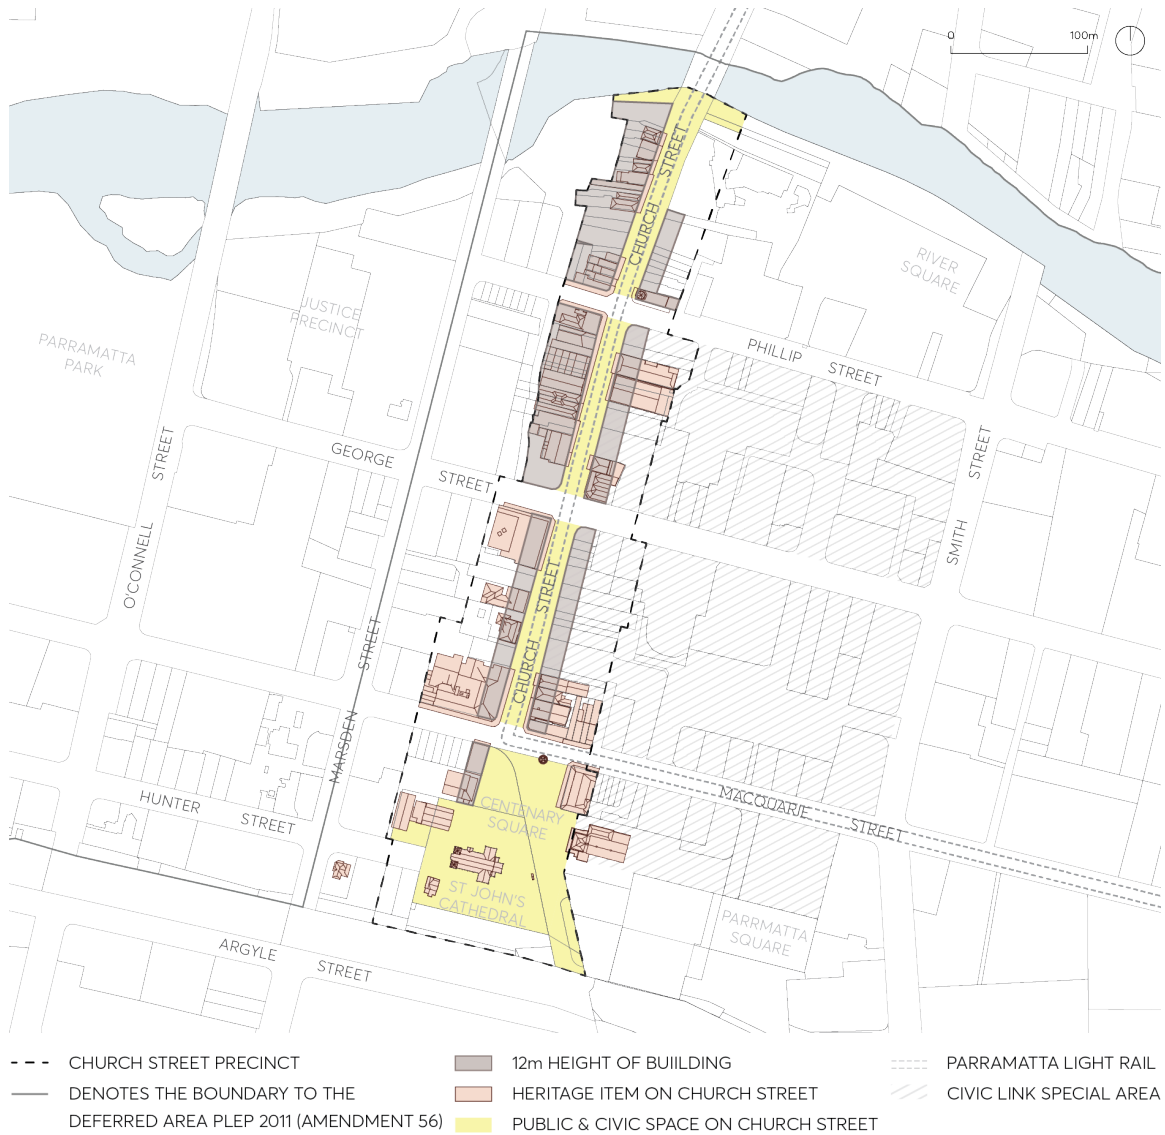 0 100m
CHURCH STREET
RIVER
SQUARE
JUSTICE
PRECINCT
PARRAMATTA
PARK
PHILLIP STREET
GEORGE STREET
O'CONNELL STREET
SMITH STREET
CHURCH STREET
MARSDEN STREET
MACQUARIE STREET
HUNTER STREET
CENTENARY
SQUARE
ST JOHN'S
CATHEDRAL
PARRMATTA
SQUARE
ARGYLE STREET
CHURCH STREET PRECINCT
DENOTES THE BOUNDARY TO THE
DEFERRED AREA PLEP 2011 (AMENDMENT 56)
12m HEIGHT OF BUIILDING
HERITAGE ITEM ON CHURCH STREET
PUBLIC & CIVIC SPACE ON CHURCH STREET
PARRAMATTA LIGHT RAIL
CIVIC LINK SPECIAL AREA